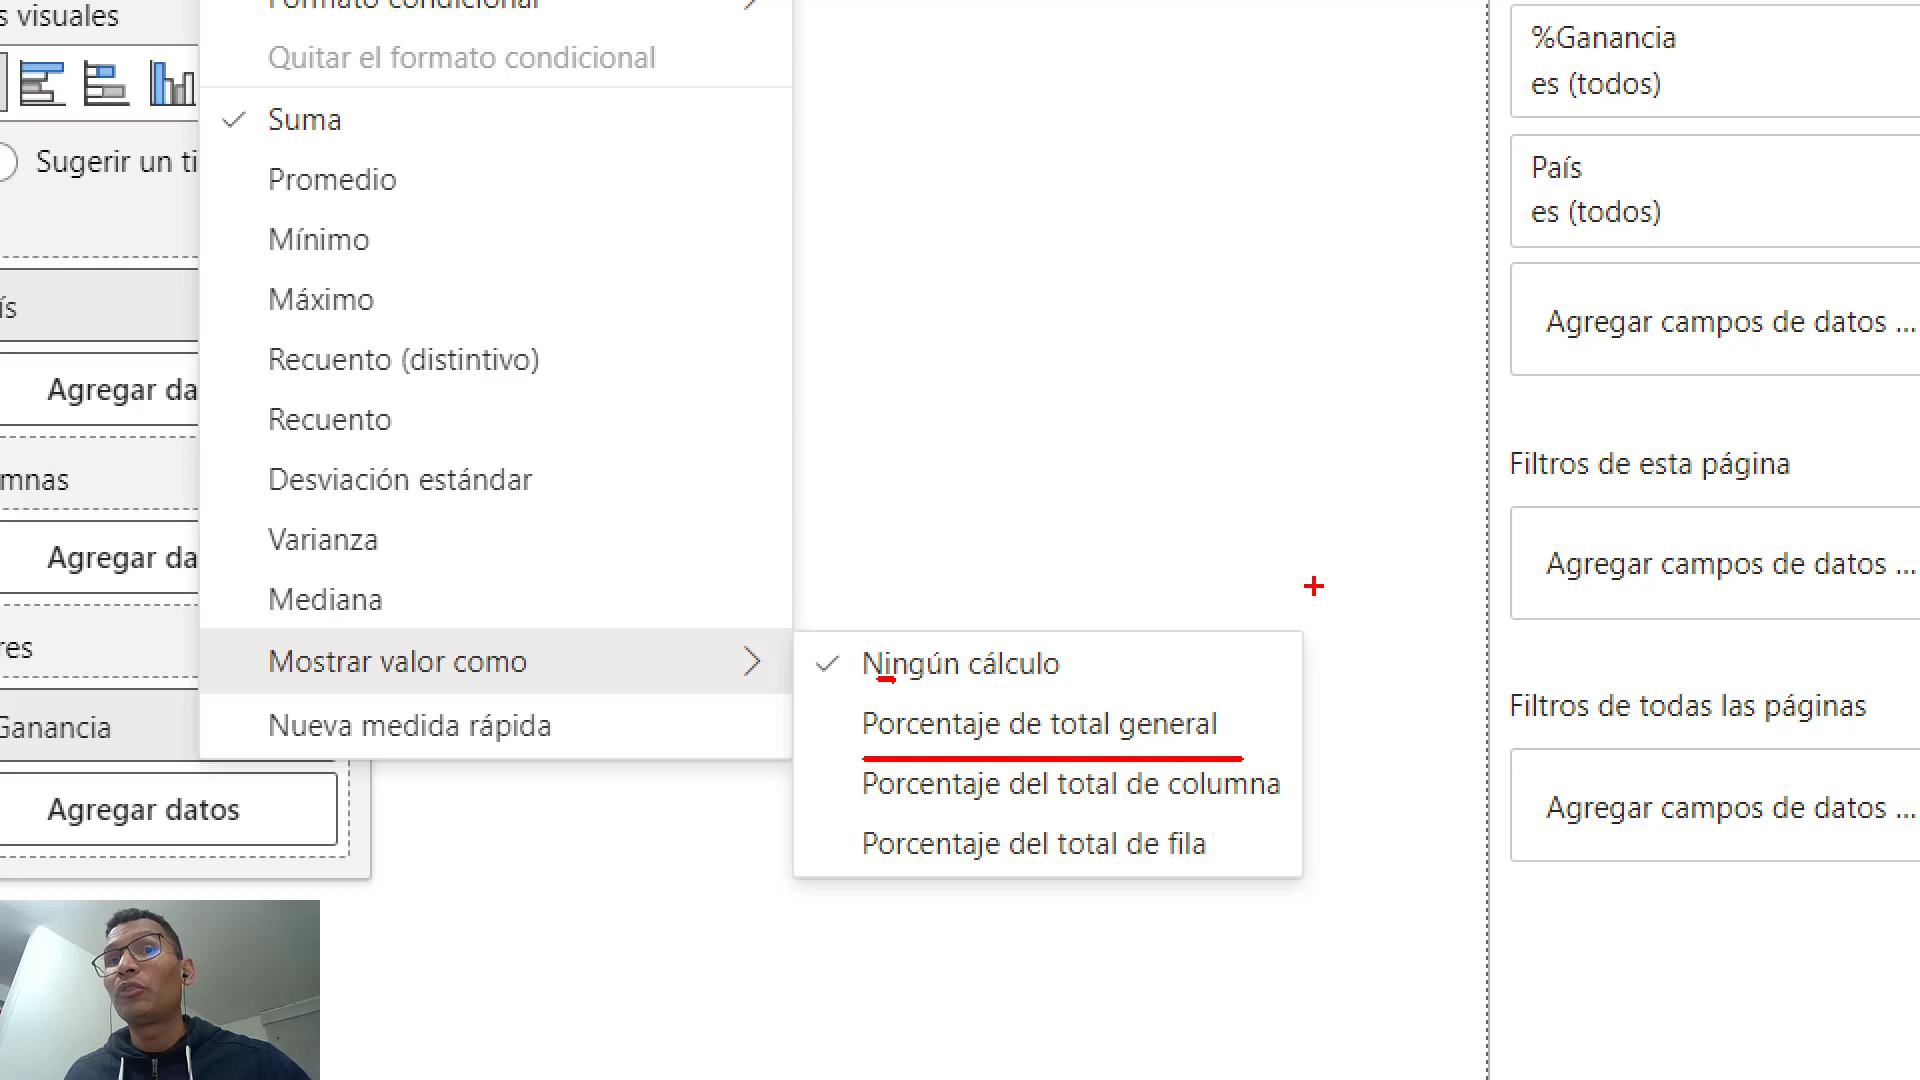 s visuales
Formato condicional
Quitar el formato condicional
Suma
Sugerir un ti
Promedio
Mínimo
Máximo
ís
Recuento (distintivo)
Agregar da
Recuento
mnas
Desviación estándar
Varianza
Agregar da
Mediana
res
Mostrar valor como
Ganancia
Nueva medida rápida
Agregar datos
Ningún cálculo
Porcentaje de total general
Porcentaje del total de columna
Porcentaje del total de fila
%Ganancia
es (todos)
País
es (todos)
Agregar campos de datos ...
Filtros de esta página
Agregar campos de datos ...
Filtros de todas las páginas
Agregar campos de datos ...